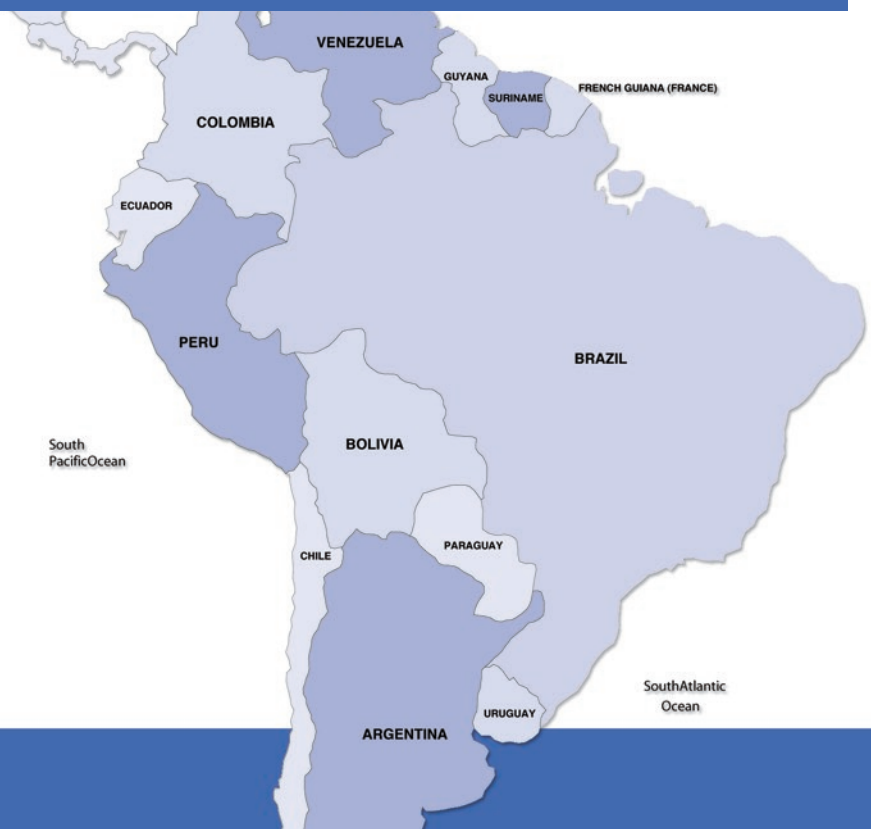 VENEZUELA
GUYANA
SURINAME
FRENCH GUIANA (FRANCE)
COLOMBIA
ECUADOR
PERU
BRAZIL
BOLIVIA
South
PacificOcean
CHILE
PARAGUAY
SouthAtlantic
Ocean
URUGUAY
ARGENTINA